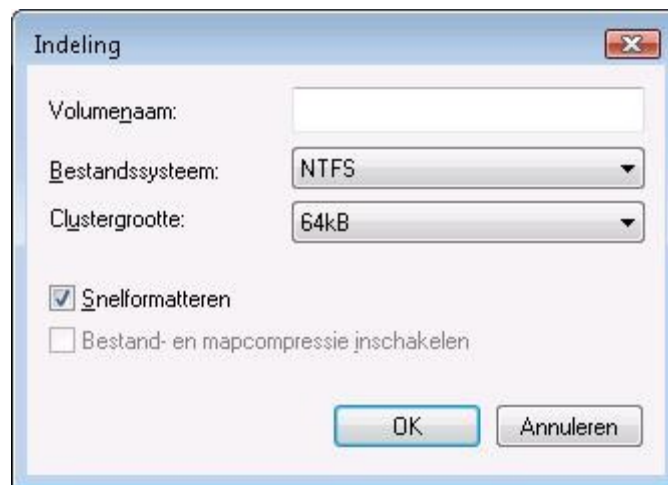 Indeling
Volumenaam:
Bestandssysteem: NTFS
Clustergrootte: 64kB
Snelformatteren
Bestand- en mapcompressie inschakelen
OK Annuleren